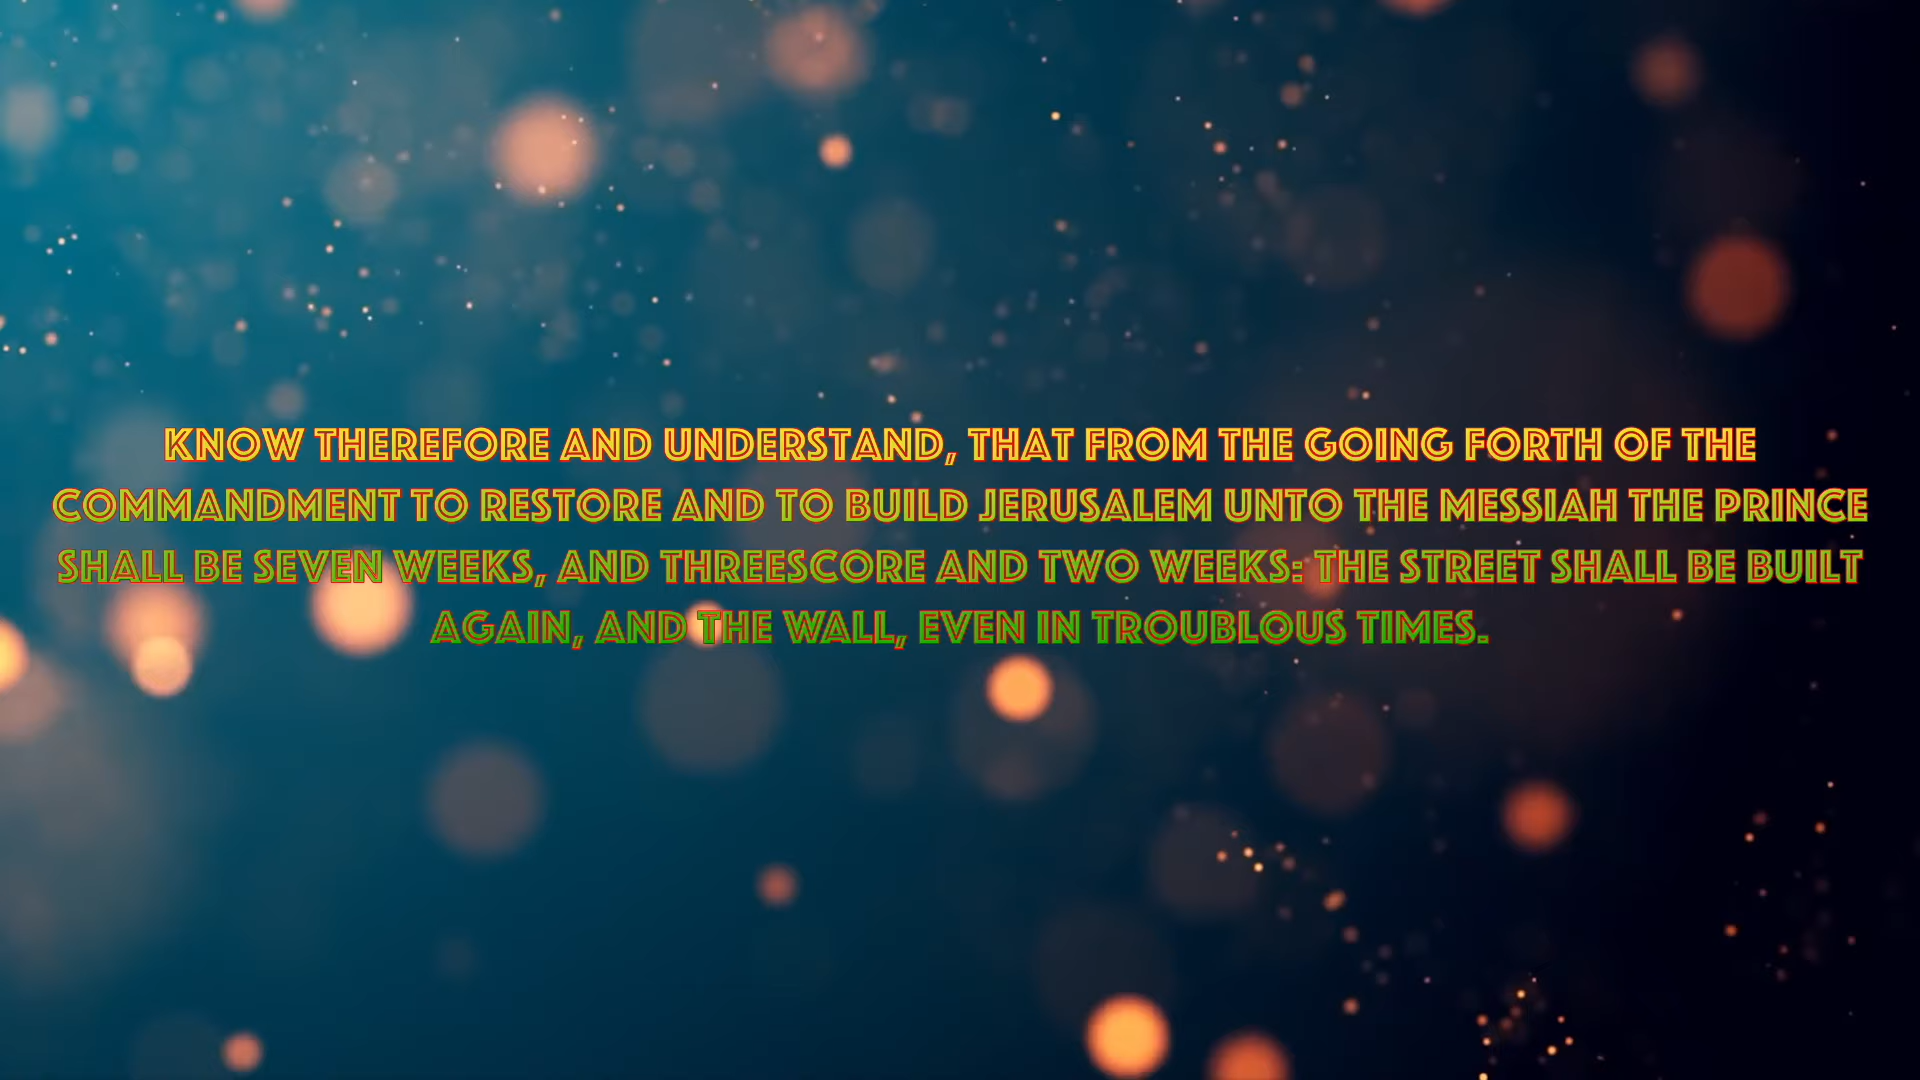 KNOW THEREFORE AND UNDERSTAND, THAT FROM THE GOING FORTH OF THE
COMMANDMENT TO RESTORE AND TO BUILD JERUSALEM UNTO THE MESSIAH THE PRINCE
SHALL BE SEVEN WEEKS, AND THREESCORE AND TWO WEEKS: THE STREET SHALL BE BUILT
AGAIN, AND THE WALL, EVEN IN TROUBLOUS TIMES.